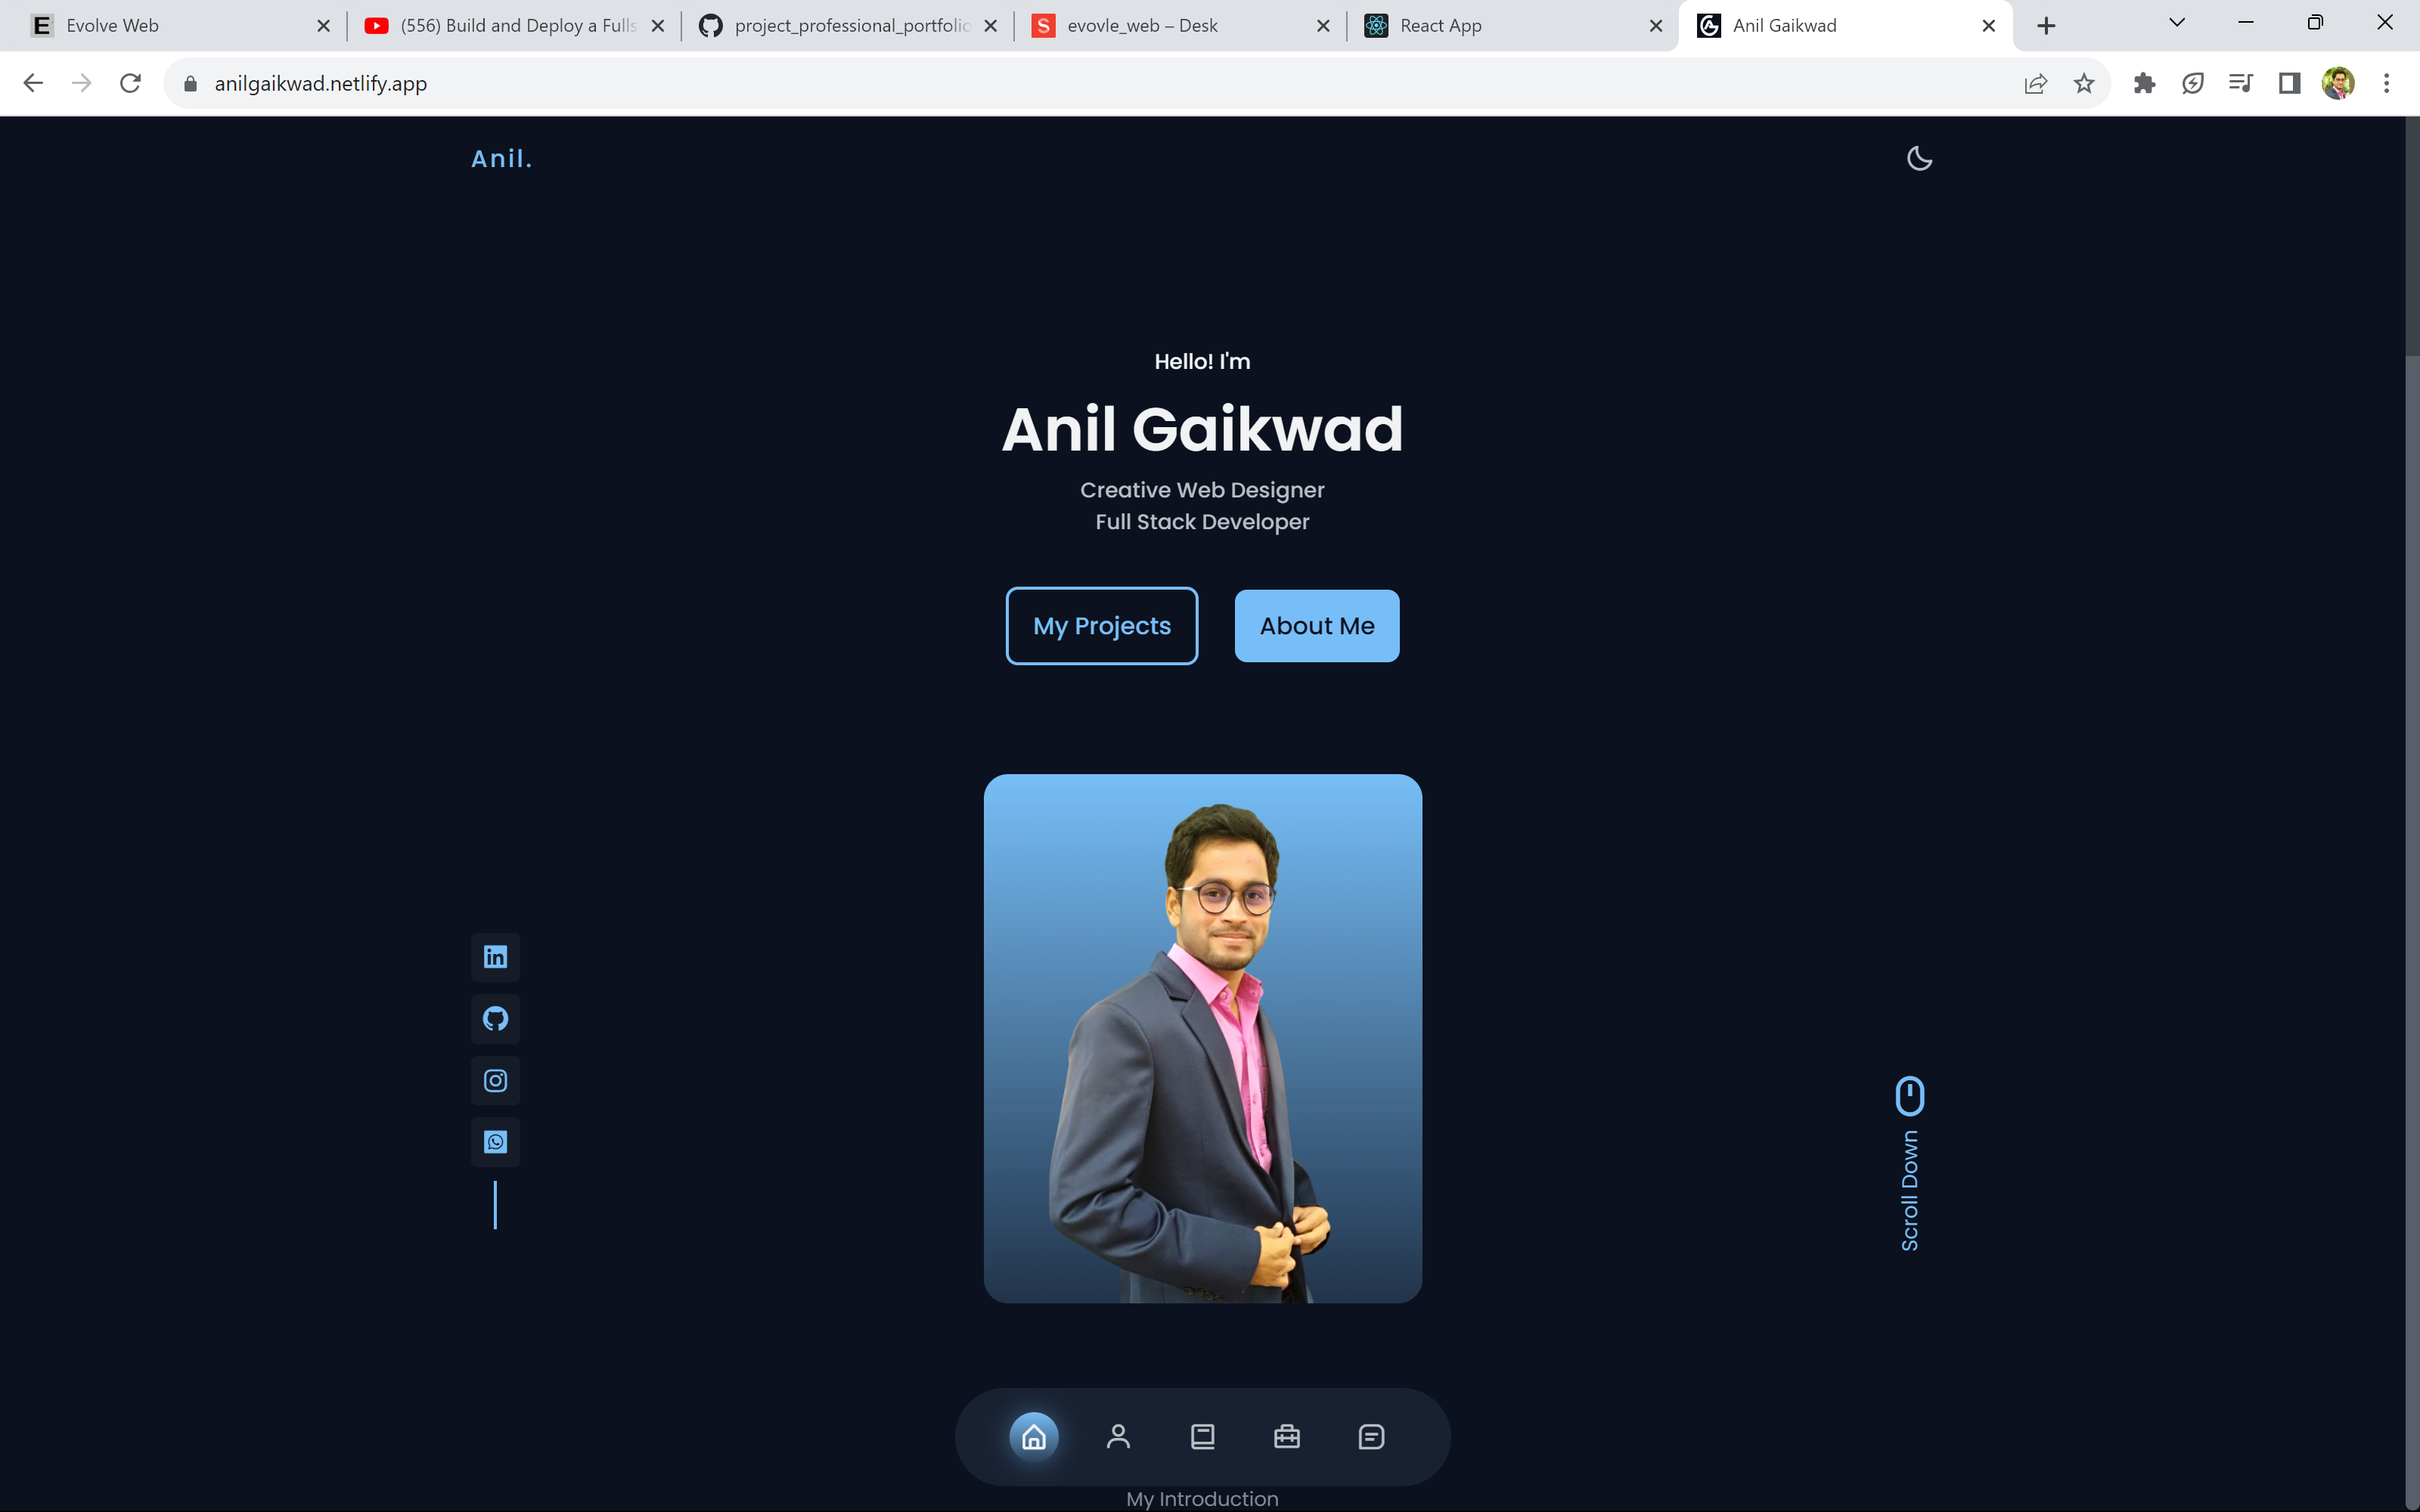 E Evolve Web
(556) Build and Deploy a Fulls
project_professional_portfolio
S evovle_web – Desk
React App
Anil Gaikwad
anilgaikwad.netlify.app
Anil.
Hello! I'm
Anil Gaikwad
Creative Web Designer
Full Stack Developer
My Projects
About Me
in
Scroll Down
My Introduction